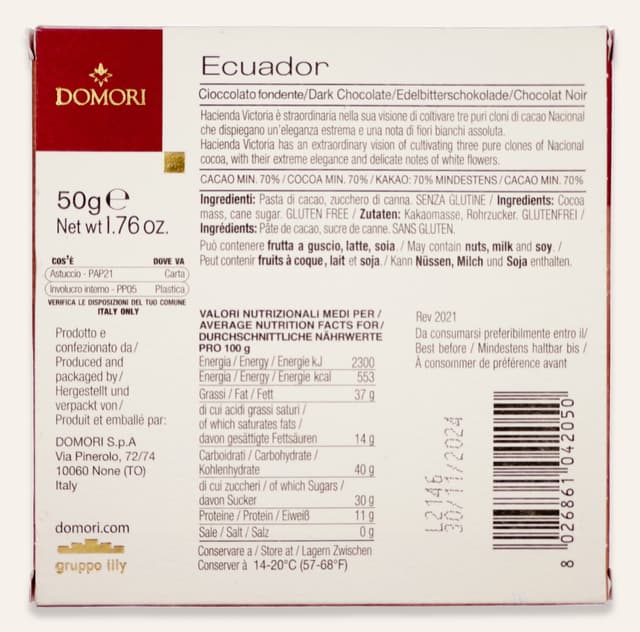 DOMORI
Ecuador
Cioccolato fondente/Dark Chocolate/Edelbitterschokolade/Chocolat Noir
Hacienda Victoria è straordinaria nella sua visione di coltivare tre puri cloni di cacao Nacional
che dispiegano un'eleganza estrema e una nota di fiori bianchi assoluta.
Hacienda Victoria has an extraordinary vision of cultivating three pure clones of Nacional
cocoa, with their extreme elegance and delicate notes of white flowers.
CACAO MIN. 70% / COCOA MIN. 70% / KAKAO: 70% MINDESTENS / CACAO MIN. 70%
Ingredienti: Pasta di cacao, zucchero di canna. SENZA GLUTINE / Ingredients: Cocoa
mass, cane sugar. GLUTEN FREE / Zutaten: Kakaomasse, Rohrzucker. GLUTENFREI /
Ingrédients: Pâte de cacao, sucre de canne. SANS GLUTEN.
Può contenere frutta a guscio, latte, soia. / May contain nuts, milk and soy. /
Peut contenir fruits à coque, lait et soja. / Kann Nüssen, Milch und Soja enthalten.
50g e
Net wt 1.76 oz.
COS'È DOVE VA
Astuccio - PAP21 Carta
Involucro interno - PP05 Plastica
VERIFICA LE DISPOSIZIONI DEL TUO COMUNE
ITALY ONLY
Prodotto e
confezionato da/
Produced and
packaged by/
Hergestellt und
verpackt von/
Produit et emballé par:
DOMORI S.p.A
Via Pinerolo, 72/74
10060 None (TO)
Italy
domori.com
gruppo illy
VALORI NUTRIZIONALI MEDI PER /
AVERAGE NUTRITION FACTS FOR/
DURCHSCHNITTLICHE NÄHRWERTE
PRO 100 g
Energia / Energy / Energie kJ 2300
Energia / Energy / Energie kcal 553
Grassi / Fat / Fett 37 g
di cui acidi grassi saturi /
of which saturates fats /
davon gesättigte Fettsäuren 14 g
Carboidrati / Carbohydrate /
Kohlenhydrate 40 g
di cui zuccheri / of which Sugars /
davon Sucker 30 g
Proteine / Protein / Eiweiß 11 g
Sale / Salt / Salz 0 g
Conservare a / Store at / Lagern Zwischen
Conserver à 14-20°C (57-68°F)
Rev 2021
Da consumarsi preferibilmente entro il/
Best before / Mindestens haltbar bis /
À consommer de préférence avant
L2146
30/11/2024
8 026861 042050